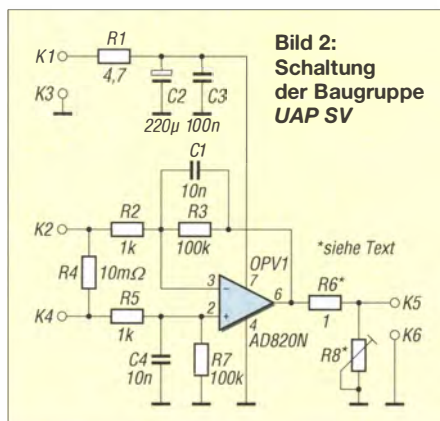 Bild 2:
Schaltung
der Baugruppe
UAP SV
K1
R1
4,7
K3
C2
220µ
C3
100n
C1
10n
K2
R2
1k
R3
100k
R4
10mΩ
OPV1
*siehe Text
3
-
7
6
2
+
4
AD820N
K4
R5
1k
C4
10n
R7
100k
R6*
1
K5
R8*
K6